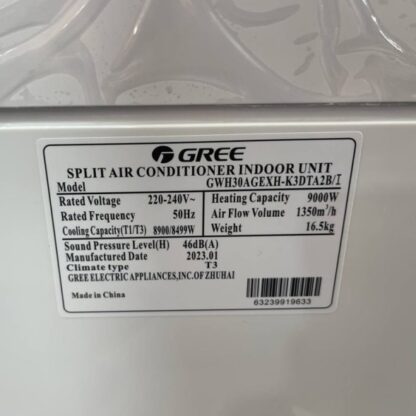 GREE
SPLIT AIR CONDITIONER INDOOR UNIT
Model GWH30AGEXH-K3DTA2B/I
Rated Voltage 220-240V~ Heating Capacity 9000W
Rated Frequency 50Hz Air Flow Volume 1350m³/h
Cooling Capacity(T1/T3) 8900/8499W Weight 16.5kg
Sound Pressure Level(H) 46dB(A)
Manufactured Date 2023.01
Climate type T3
GREE ELECTRIC APPLIANCES,INC.OF ZHUHAI
Made in China
63239919633